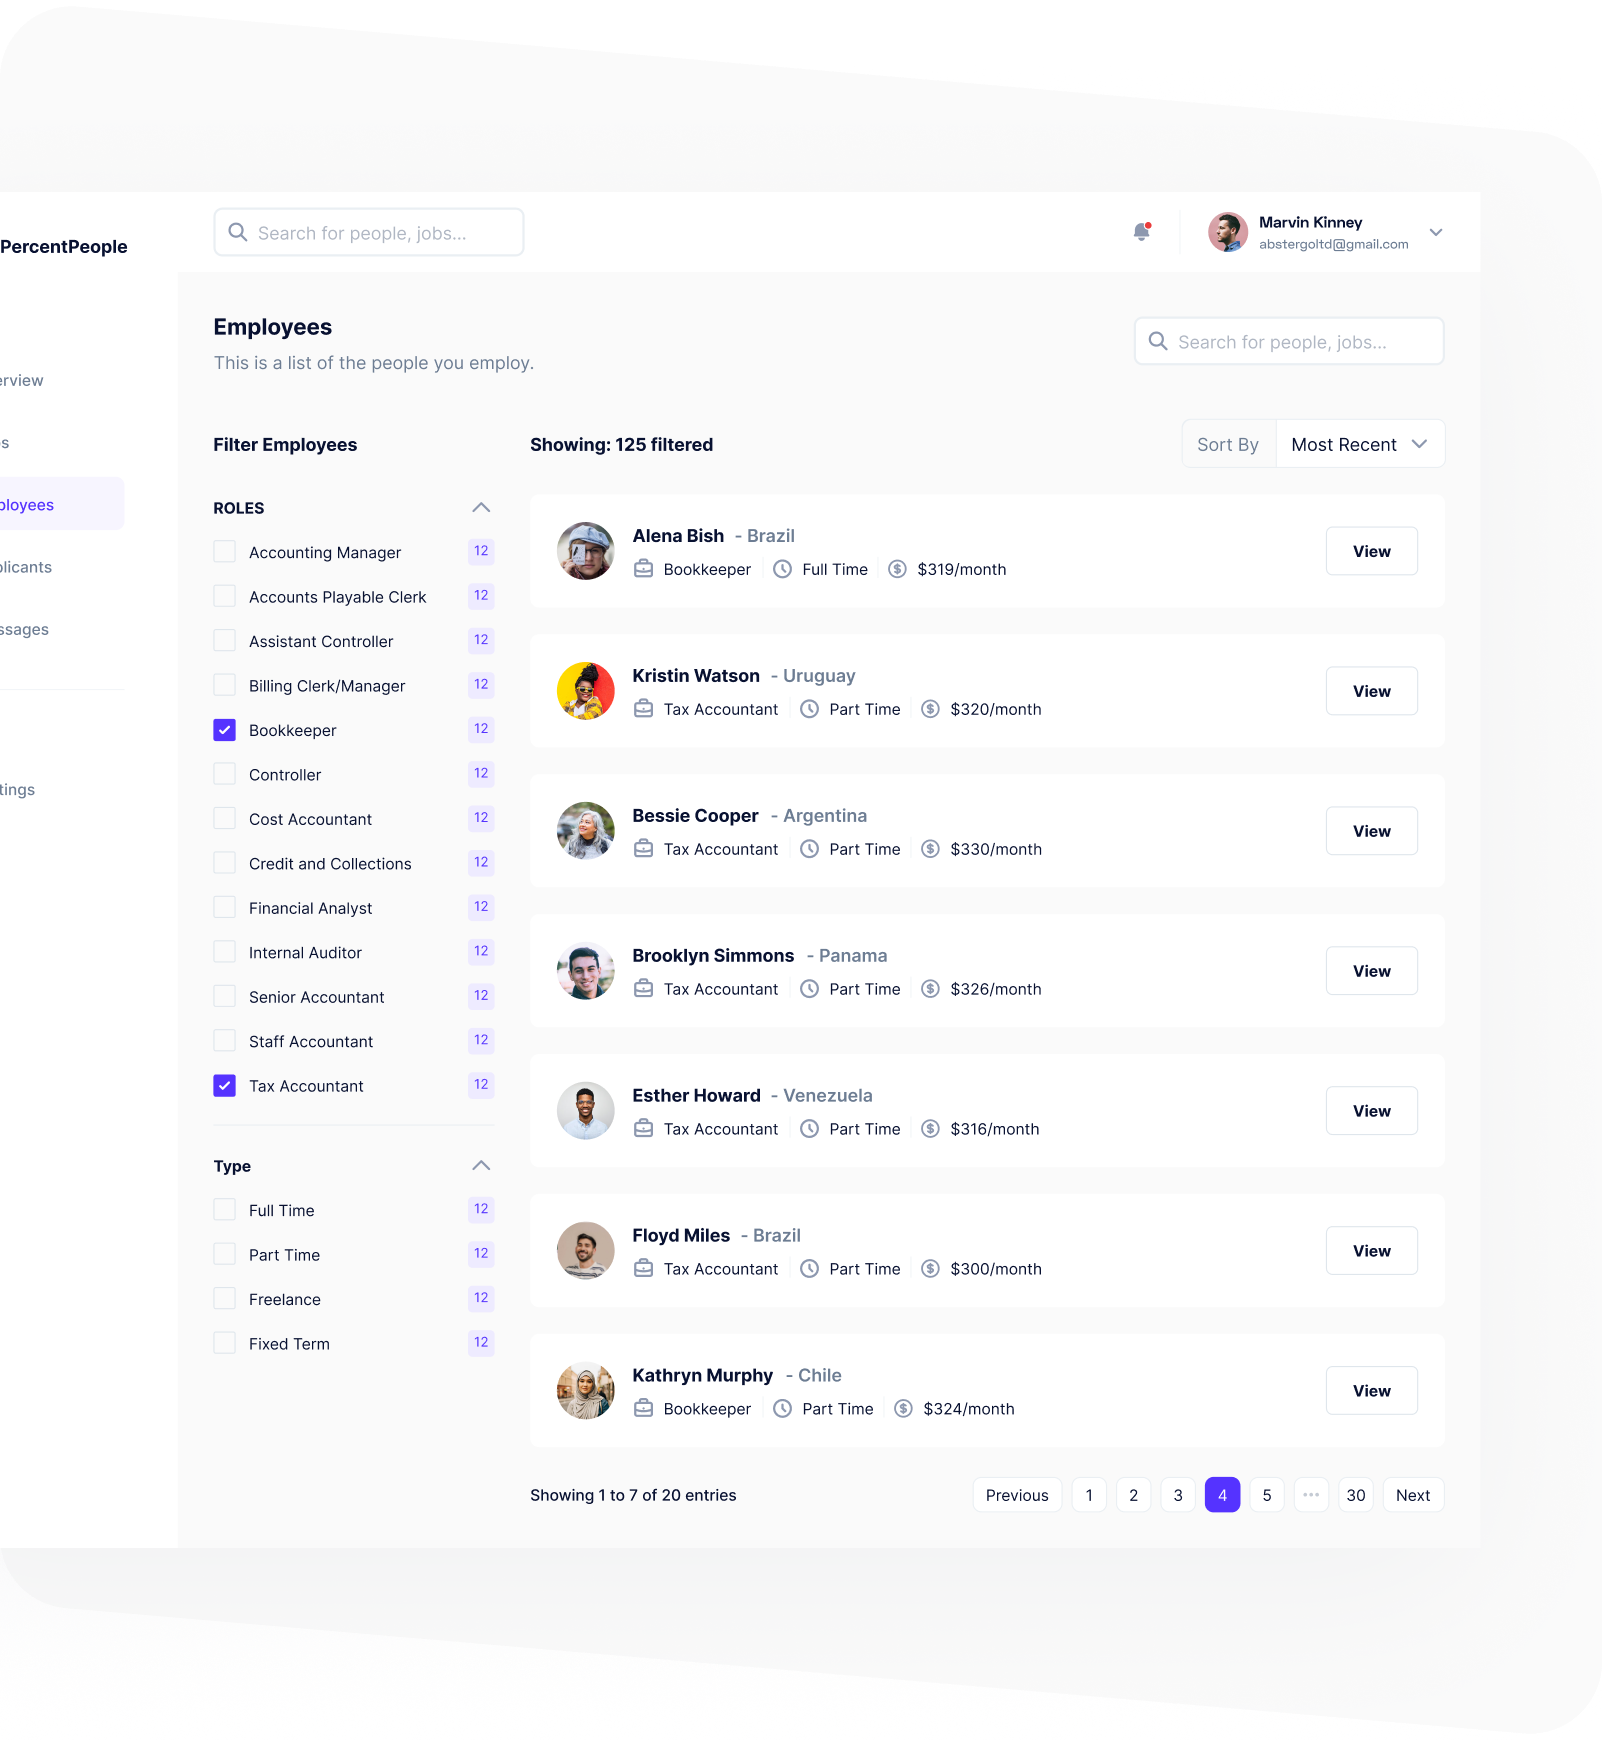 PercentPeople
erview
s
ployees
plicants
ssages
tings
Search for people, jobs...
Marvin Kinney
abstergoltd@gmail.com
Employees
This is a list of the people you employ.
Search for people, jobs...
Filter Employees
Showing: 125 filtered
Sort By
Most Recent
ROLES
Accounting Manager 12
Accounts Playable Clerk 12
Assistant Controller 12
Billing Clerk/Manager 12
Bookkeeper 12
Controller 12
Cost Accountant 12
Credit and Collections 12
Financial Analyst 12
Internal Auditor 12
Senior Accountant 12
Staff Accountant 12
Tax Accountant 12
Type
Full Time 12
Part Time 12
Freelance 12
Fixed Term 12
Alena Bish - Brazil
Bookkeeper Full Time $319/month
View
Kristin Watson - Uruguay
Tax Accountant Part Time $320/month
View
Bessie Cooper - Argentina
Tax Accountant Part Time $330/month
View
Brooklyn Simmons - Panama
Tax Accountant Part Time $326/month
View
Esther Howard - Venezuela
Tax Accountant Part Time $316/month
View
Floyd Miles - Brazil
Tax Accountant Part Time $300/month
View
Kathryn Murphy - Chile
Bookkeeper Part Time $324/month
View
Showing 1 to 7 of 20 entries
Previous 1 2 3 4 5 ... 30 Next